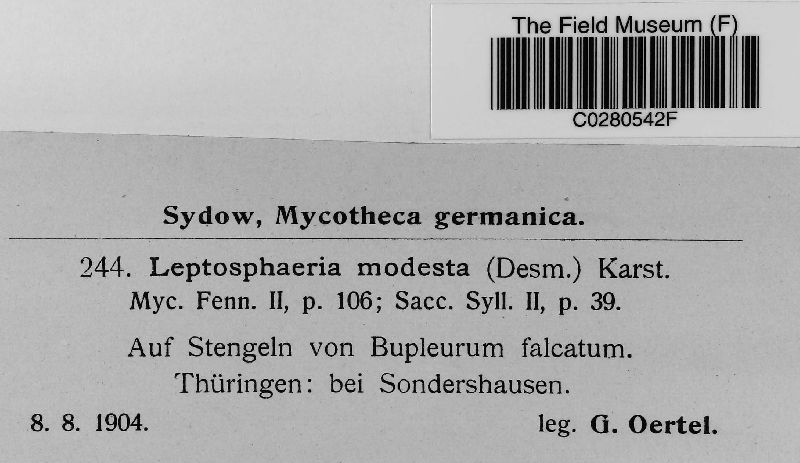 The Field Museum (F)
C0280542F
Sydow, Mycotheca germanica.
244. Leptosphaeria modesta (Desm.) Karst.
Myc. Fenn. II, p. 106; Sacc. Syll. II, p. 39.
Auf Stengeln von Bupleurum falcatum.
Thüringen: bei Sondershausen.
8. 8. 1904. leg. G. Oertel.